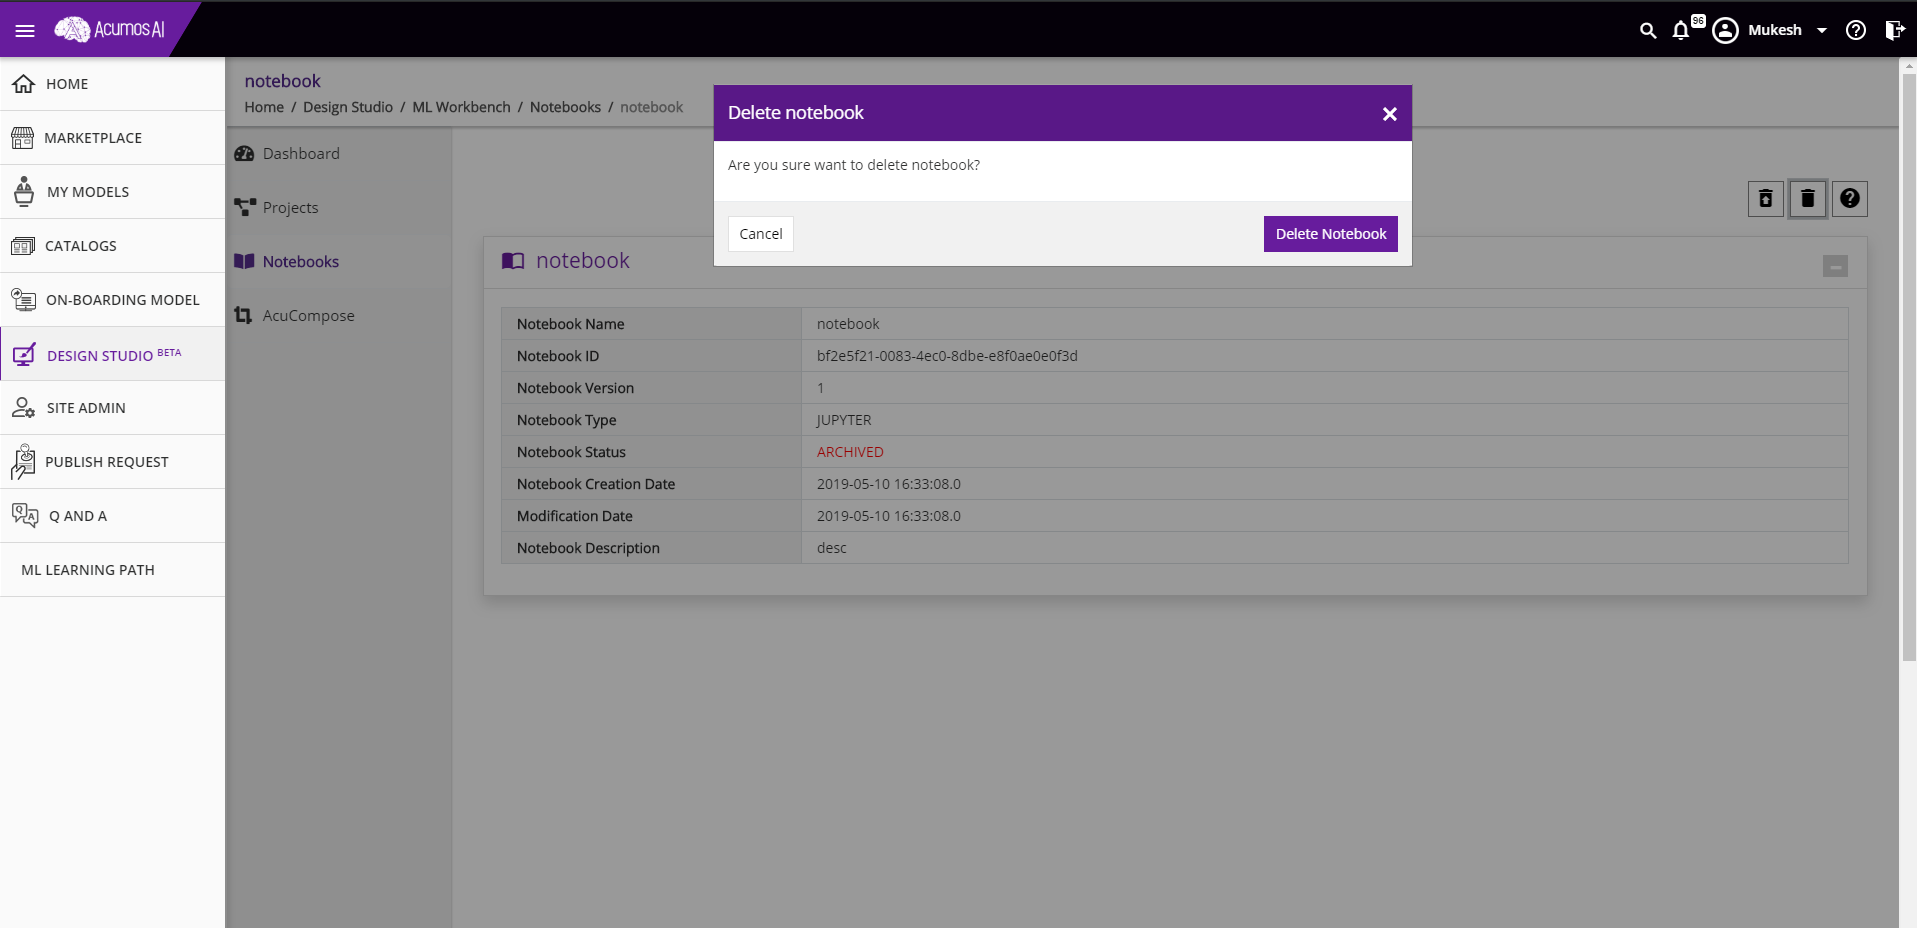 Acumos AI
96
Mukesh
HOME
MARKETPLACE
MY MODELS
CATALOGS
ON-BOARDING MODEL
DESIGN STUDIO BETA
SITE ADMIN
PUBLISH REQUEST
Q AND A
ML LEARNING PATH
notebook
Home / Design Studio / ML Workbench / Notebooks / notebook
Dashboard
Projects
Notebooks
AcuCompose
Delete notebook
Are you sure want to delete notebook?
Cancel
Delete Notebook
notebook
Notebook Name notebook
Notebook ID bf2e5f21-0083-4ec0-8dbe-e8f0ae0e0f3d
Notebook Version 1
Notebook Type JUPYTER
Notebook Status ARCHIVED
Notebook Creation Date 2019-05-10 16:33:08.0
Modification Date 2019-05-10 16:33:08.0
Notebook Description desc